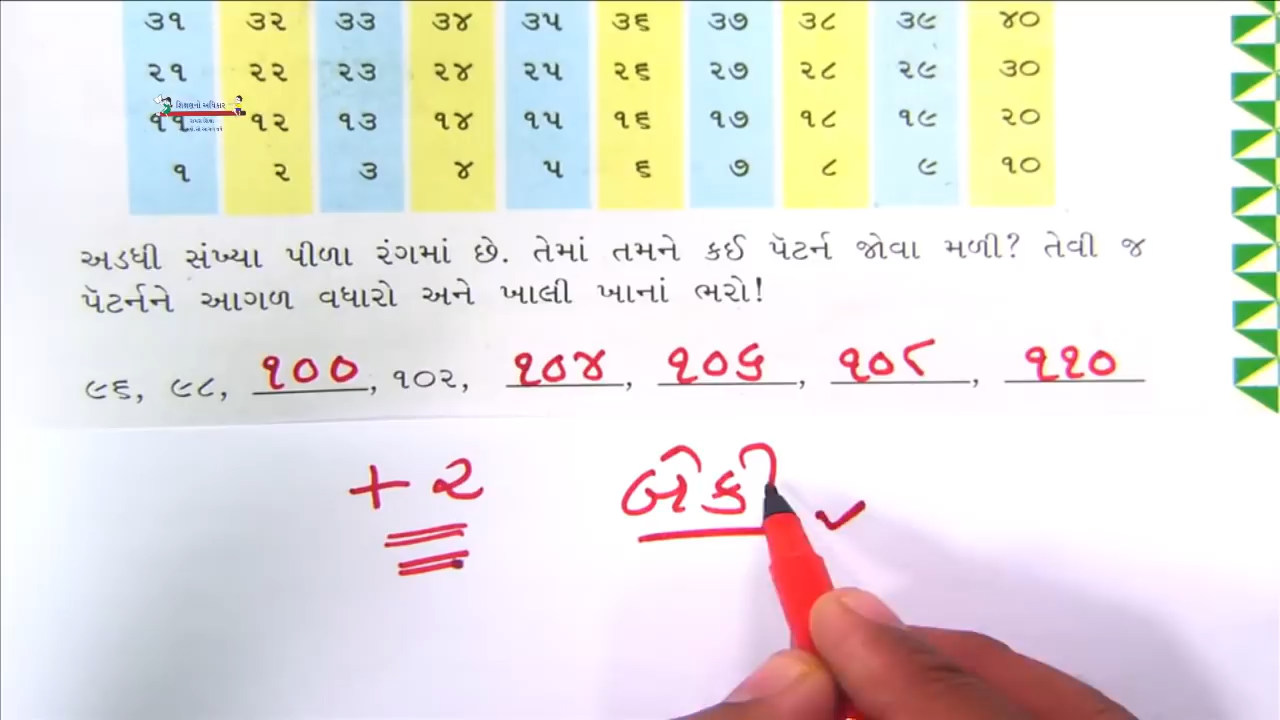 ૩૧ ૩૨ ૩૩ ૩૪ ૩૫ ૩૬ ૩૭ ૩૮ ૩૯ ૪૦
૨૧ ૨૨ ૨૩ ૨૪ ૨૫ ૨૬ ૨૭ ૨૮ ૨૯ ૩૦
શિક્ષણનો અધિકાર
૧૧ ૧૨ ૧૩ ૧૪ ૧૫ ૧૬ ૧૭ ૧૮ ૧૯ ૨૦
૧ ૨ ૩ ૪ ૫ ૬ ૭ ૮ ૯ ૧૦
અડધી સંખ્યા પીળા રંગમાં છે. તેમાં તમને કઈ પૅટર્ન જોવા મળી? તેવી જ
પૅટર્નને આગળ વધારો અને ખાલી ખાનાં ભરો!
૯૬, ૯૮, ૧૦૦, ૧૦૨, ૧૦૪, ૧૦૬, ૧૦૮, ૧૧૦
+૨ બેકી